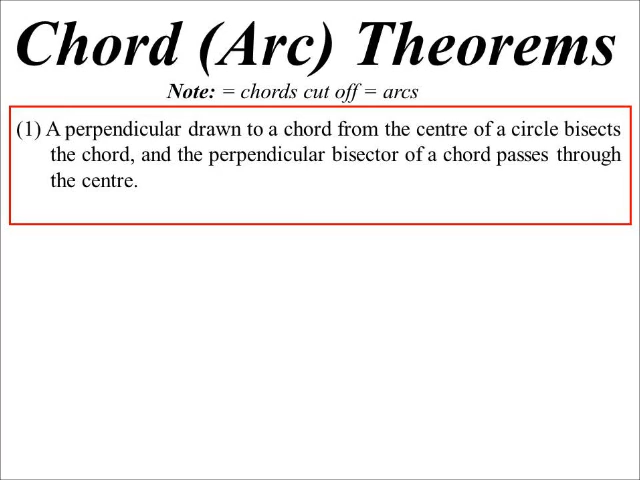 Chord (Arc) Theorems
Note: = chords cut off = arcs
(1) A perpendicular drawn to a chord from the centre of a circle bisects
the chord, and the perpendicular bisector of a chord passes through
the centre.